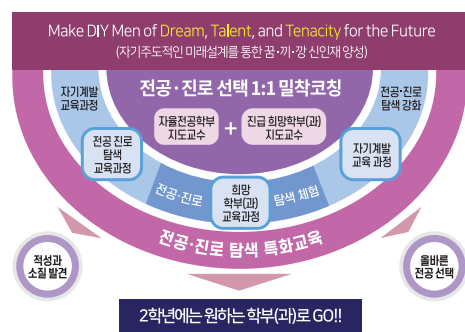 Make DIY Men of Dream, Talent, and Tenacity for the Future
(자기주도적인 미래설계를 통한 꿈·끼·깡 신인재 양성)
자기계발
교육과정
전공·진로 선택 1:1 밀착코칭
전공·진로
탐색 강화
자율전공학부
지도교수
+
진급 희망학부(과)
지도교수
전공 진로
탐색
교육과정
자기계발
교육 과정
전공·진로
희망
학부(과)
교육과정
탐색 체험
전공·진로 탐색 특화교육
적성과
소질 발견
올바른
전공 선택
2학년에는 원하는 학부(과)로 GO!!